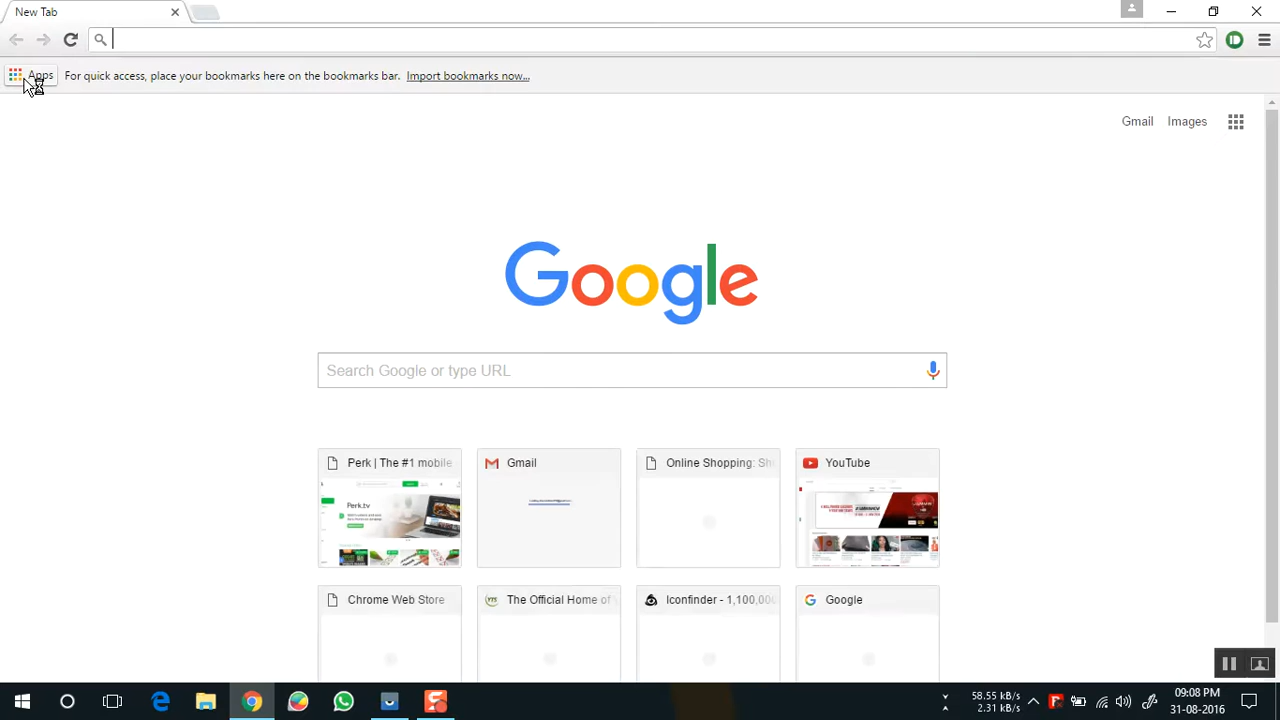 New Tab
Apps For quick access, place your bookmarks here on the bookmarks bar. Import bookmarks now...
Gmail Images
Google
Search Google or type URL
Perk | The #1 mobile
Gmail
Online Shopping: Sh
YouTube
Perk.tv
Chrome Web Store
The Official Home of
Iconfinder - 1,100,000
Google
58.55 kB/s
2.31 kB/s
09:08 PM
31-08-2016